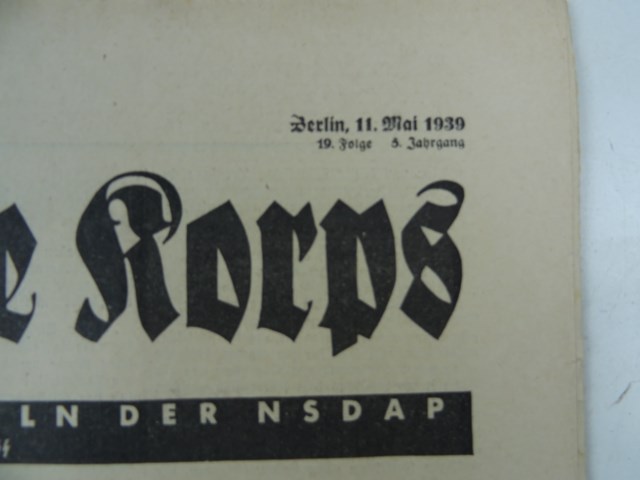 Berlin, 11. Mai 1939
19. Folge 5. Jahrgang
e Korps
LN DER NSDAP